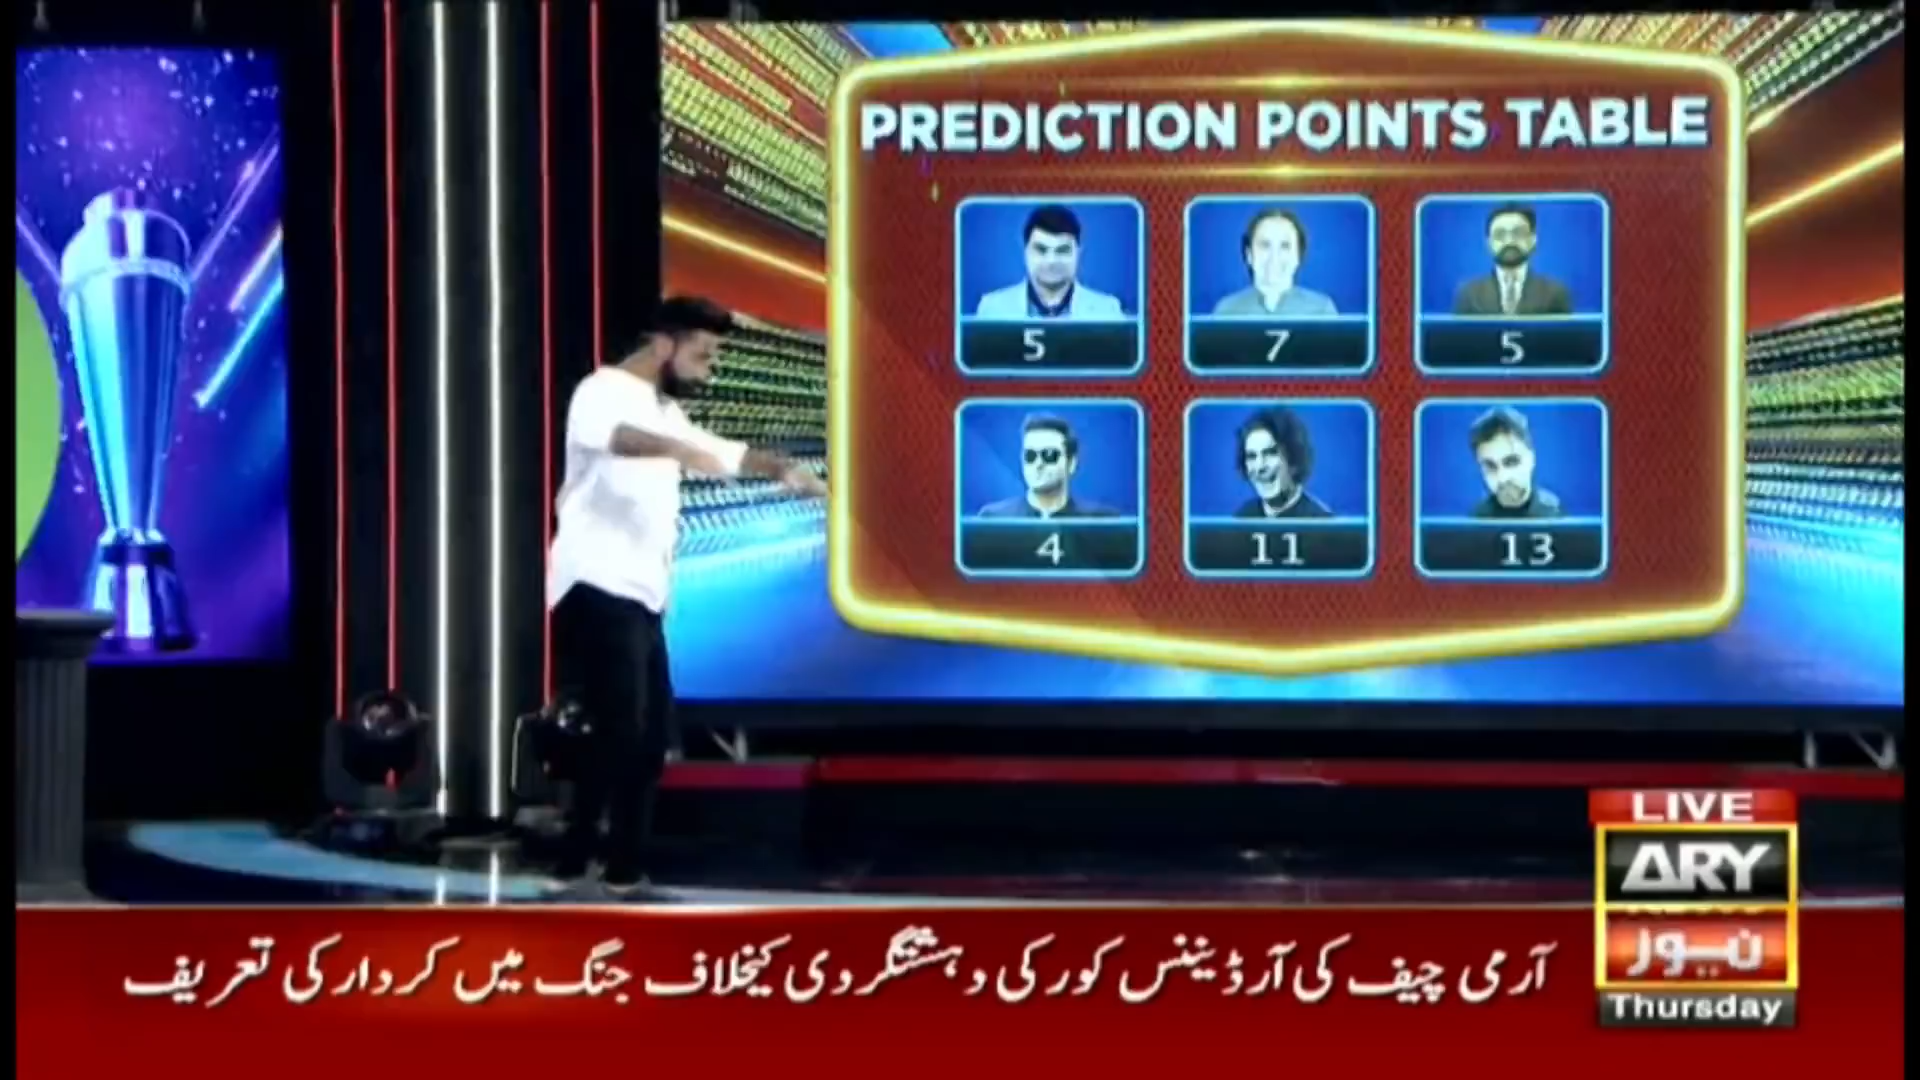 PREDICTION POINTS TABLE
5
7
5
4
11
13
LIVE
ARY
نیوز
Thursday
آرمی چیف کی آرڈیننس کور کی دہشتگردی کیخلاف جنگ میں کردار کی تعریف